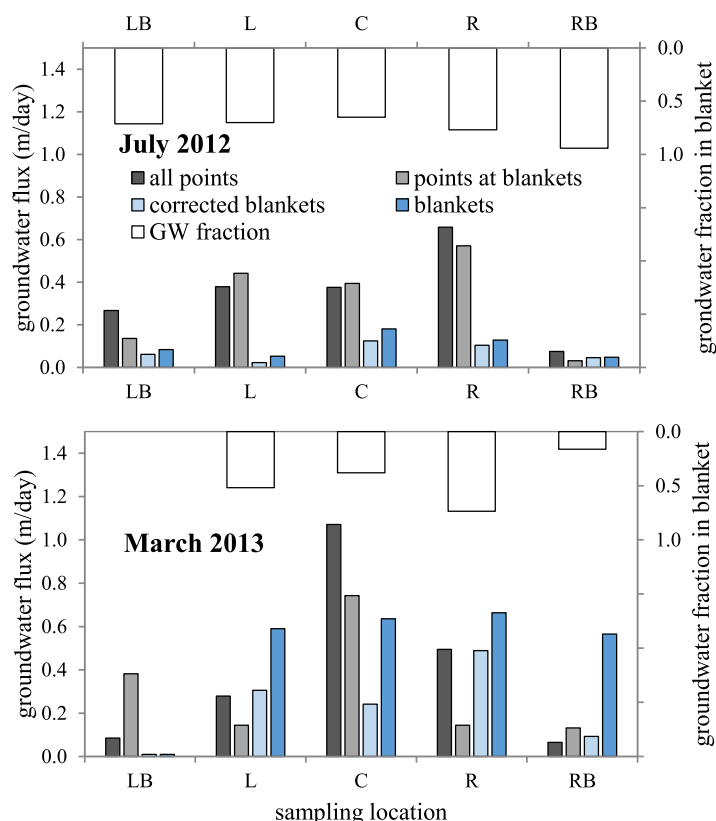 LB L C R RB
1.4 0.0
1.2 0.5
1.0 1.0
0.8
0.6
0.4
0.2
0.0
groundwater flux (m/day)
July 2012
all points points at blankets
corrected blankets blankets
GW fraction
grondwater fraction in blanket
LB L C R RB
1.4 0.0
1.2 0.5
1.0 1.0
0.8
0.6
0.4
0.2
0.0
groundwater flux (m/day)
March 2013
groundwater fraction in blanket
LB L C R RB
sampling location